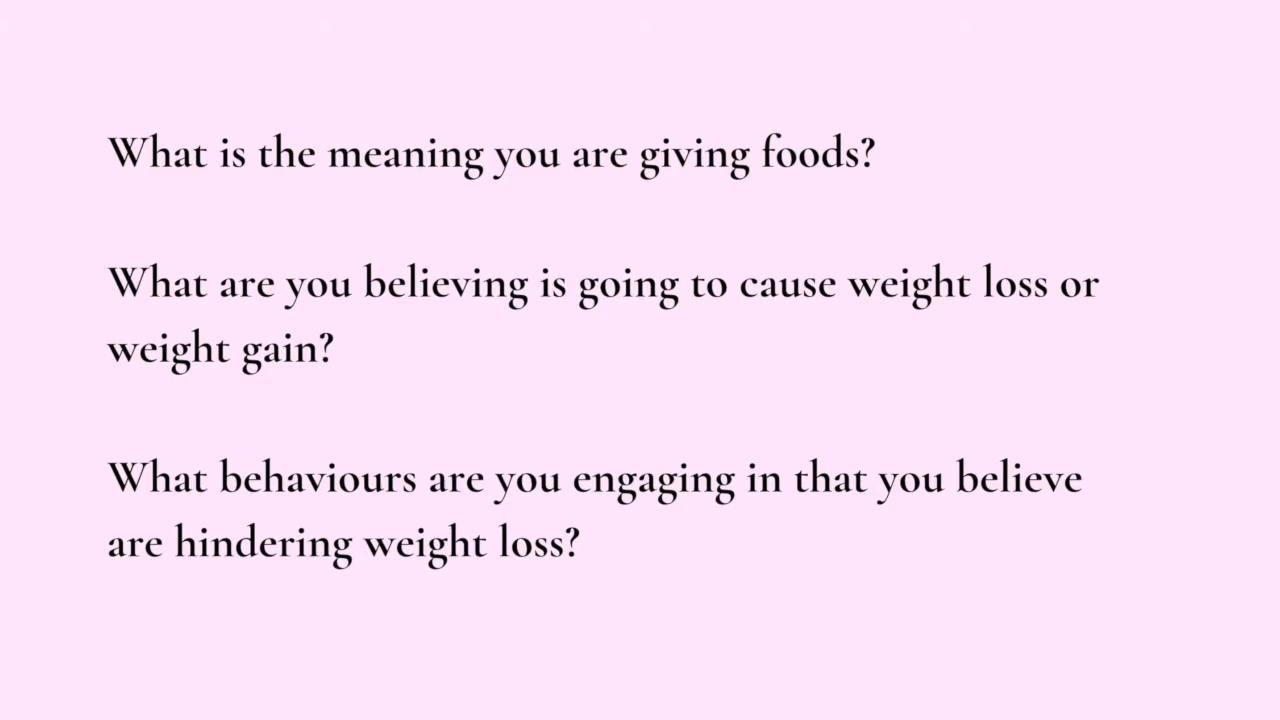 What is the meaning you are giving foods?
What are you believing is going to cause weight loss or
weight gain?
What behaviours are you engaging in that you believe
are hindering weight loss?